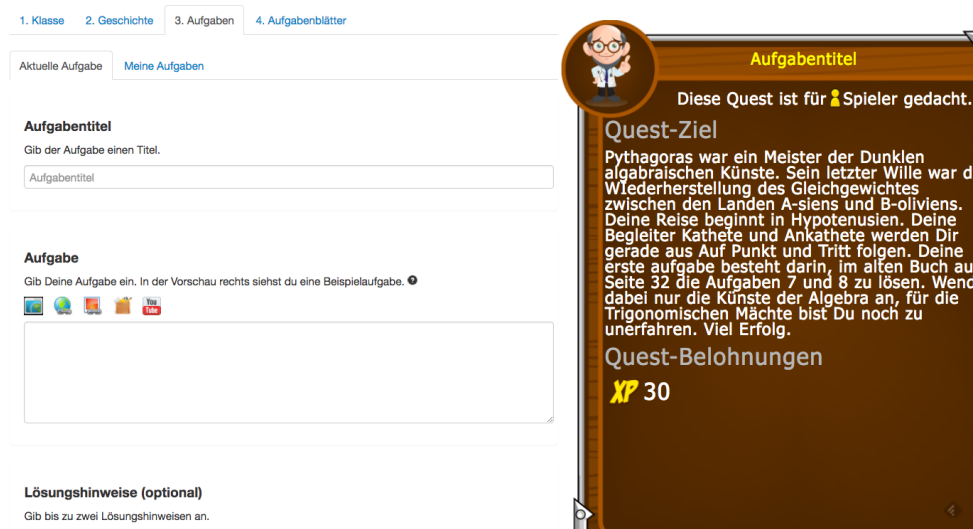 1. Klasse 2. Geschichte 3. Aufgaben 4. Aufgabenblätter
Aktuelle Aufgabe Meine Aufgaben
Aufgabentitel
Gib der Aufgabe einen Titel.
Aufgabentitel
Aufgabe
Gib Deine Aufgabe ein. In der Vorschau rechts siehst du eine Beispielaufgabe. ?
You
Tube
Lösungshinweise (optional)
Gib bis zu zwei Lösungshinweisen an.
Aufgabentitel
Diese Quest ist für Spieler gedacht.
Quest-Ziel
Pythagoras war ein Meister der Dunklen
algabraischen Künste. Sein letzter Wille war d
WIederherstellung des Gleichgewichtes
zwischen den Landen A-siens und B-oliviens.
Deine Reise beginnt in Hypotenusien. Deine
Begleiter Kathete und Ankathete werden Dir
gerade aus Auf Punkt und Tritt folgen. Deine
erste aufgabe besteht darin, im alten Buch au
Seite 32 die Aufgaben 7 und 8 zu lösen. Wend
dabei nur die Künste der Algebra an, für die
Trigonomischen Mächte bist Du noch zu
unerfahren. Viel Erfolg.
Quest-Belohnungen
XP 30